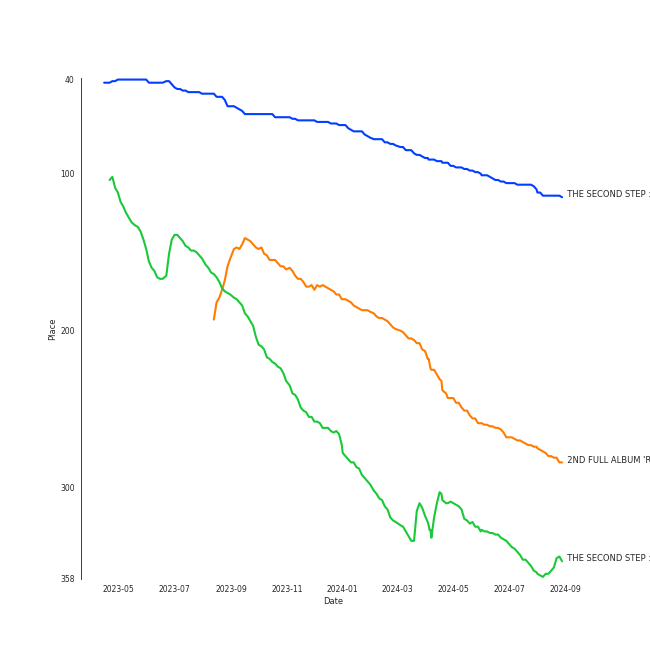 40
100
200
300
358
Place
2023-05
2023-07
2023-09
2023-11
2024-01
2024-03
2024-05
2024-07
2024-09
Date
THE SECOND STEP :
2ND FULL ALBUM 'R
THE SECOND STEP :